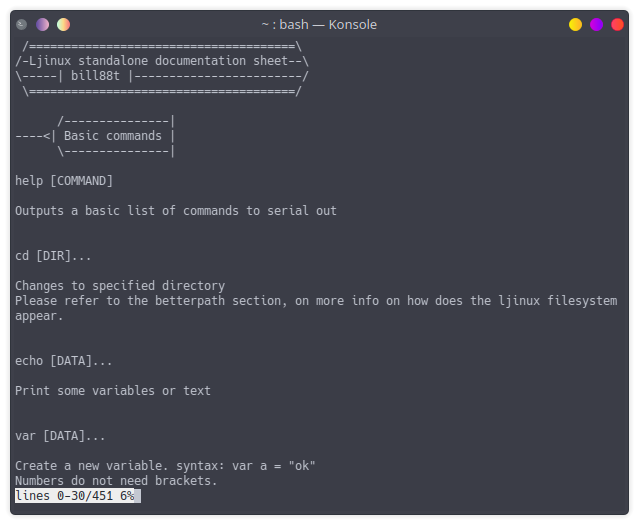 ~ : bash — Konsole
/======================================\
/-Ljinux standalone documentation sheet--\
\-----| bill88t |------------------------/
\======================================/
/---------------|
----<| Basic commands |
\---------------|
help [COMMAND]
Outputs a basic list of commands to serial out
cd [DIR]...
Changes to specified directory
Please refer to the betterpath section, on more info on how does the ljinux filesystem
appear.
echo [DATA]...
Print some variables or text
var [DATA]...
Create a new variable. syntax: var a = "ok"
Numbers do not need brackets.
lines 0-30/451 6%